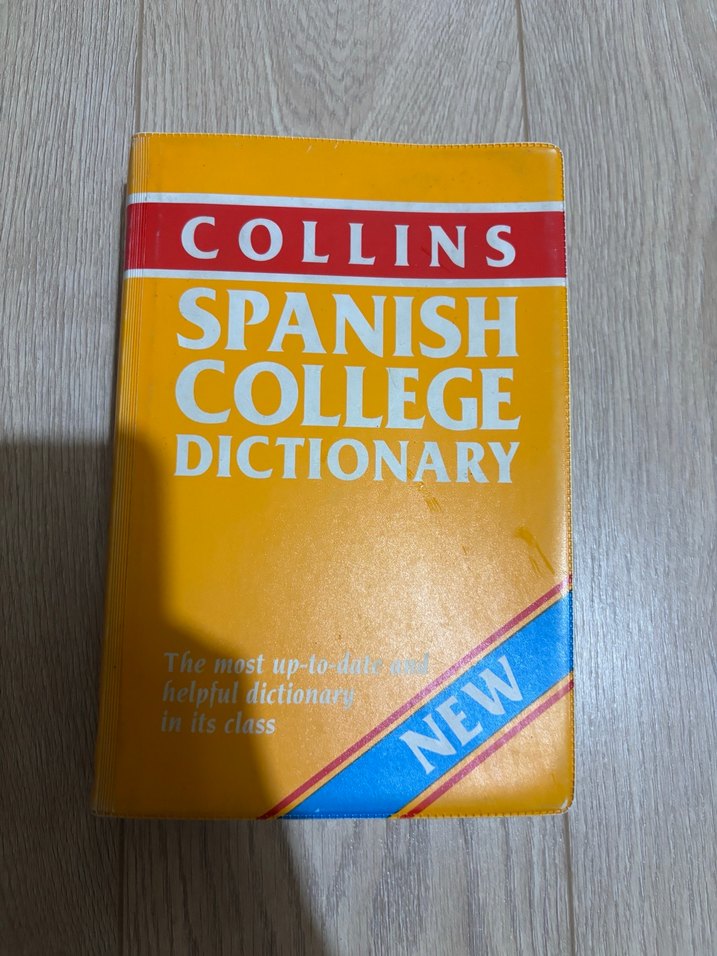 COLLINS
SPANISH
COLLEGE
DICTIONARY
The most up-to-date and
helpful dictionary
in its class
NEW